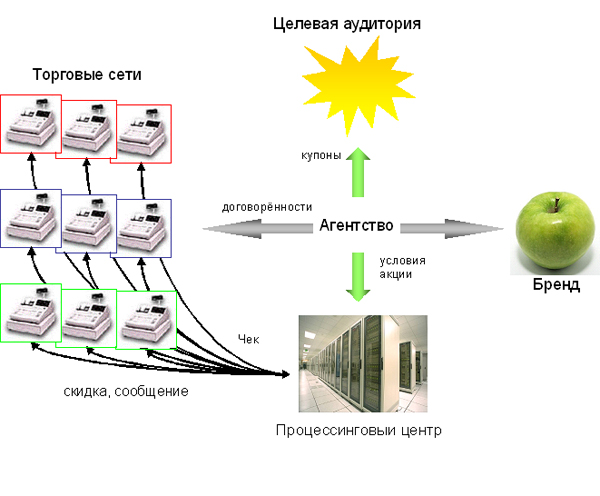 Целевая аудитория
Торговые сети
купоны
договорённости
Агентство
условия
акции
Бренд
Чек
скидка, сообщение
Процессинговый центр